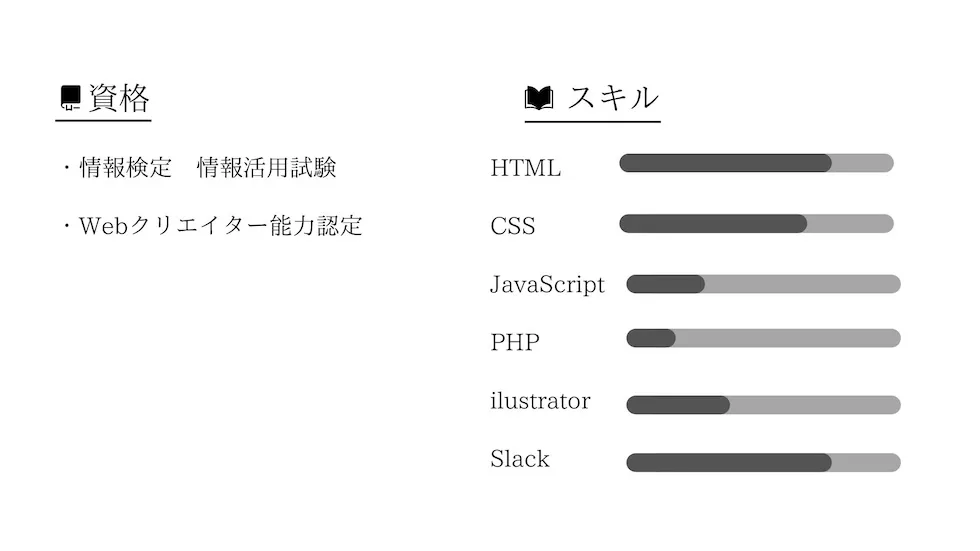 資格
・情報検定　情報活用試験
・Webクリエイター能力認定
スキル
HTML
CSS
JavaScript
PHP
ilustrator
Slack